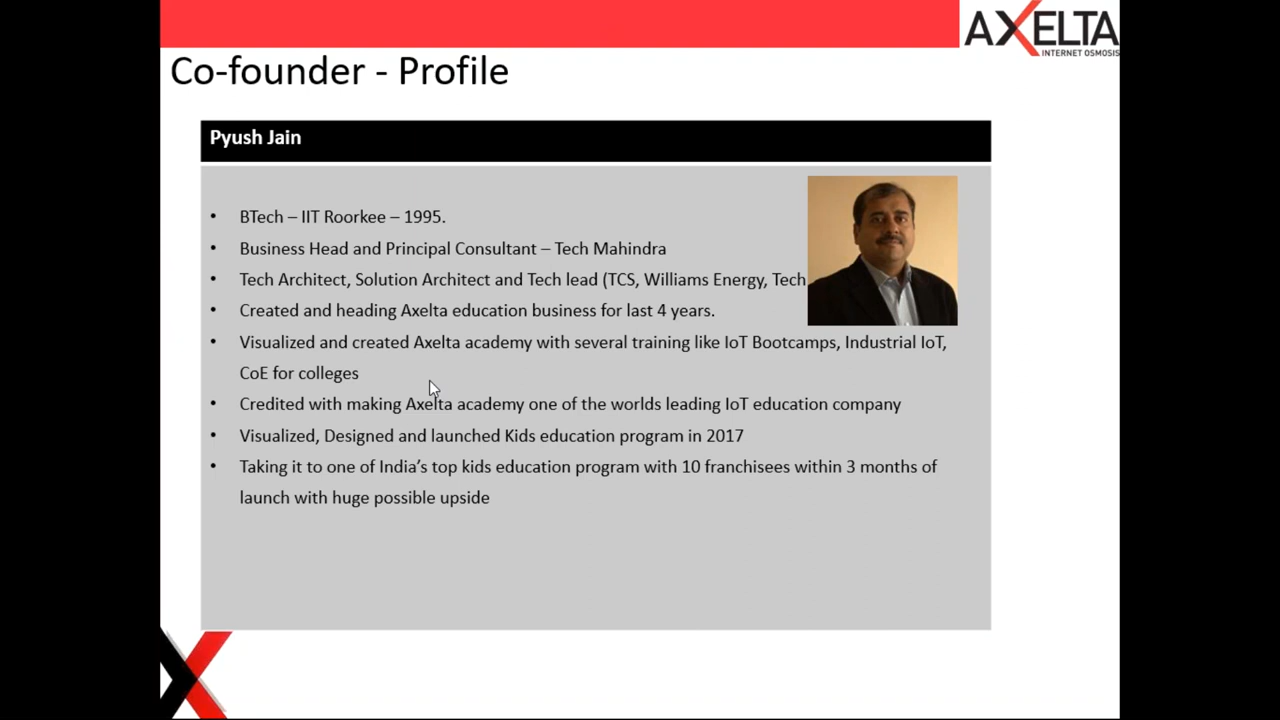 AXELTA
INTERNET OSMOSIS
Co-founder - Profile
Pyush Jain
• BTech – IIT Roorkee – 1995.
• Business Head and Principal Consultant – Tech Mahindra
• Tech Architect, Solution Architect and Tech lead (TCS, Williams Energy, Tech
• Created and heading Axelta education business for last 4 years.
• Visualized and created Axelta academy with several training like IoT Bootcamps, Industrial IoT,
CoE for colleges
• Credited with making Axelta academy one of the worlds leading IoT education company
• Visualized, Designed and launched Kids education program in 2017
• Taking it to one of India's top kids education program with 10 franchisees within 3 months of
launch with huge possible upside